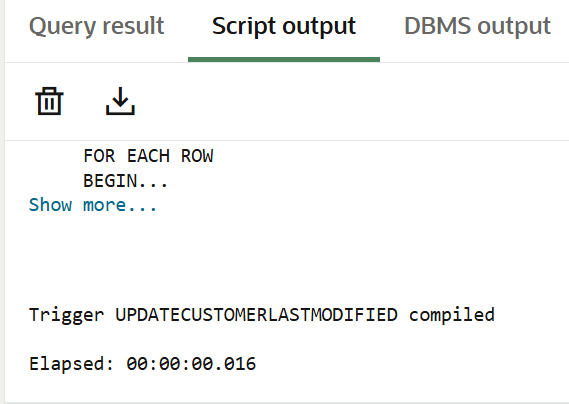 Query result Script output DBMS output
FOR EACH ROW
BEGIN...
Show more...
Trigger UPDATECUSTOMERLASTMODIFIED compiled
Elapsed: 00:00:00.016